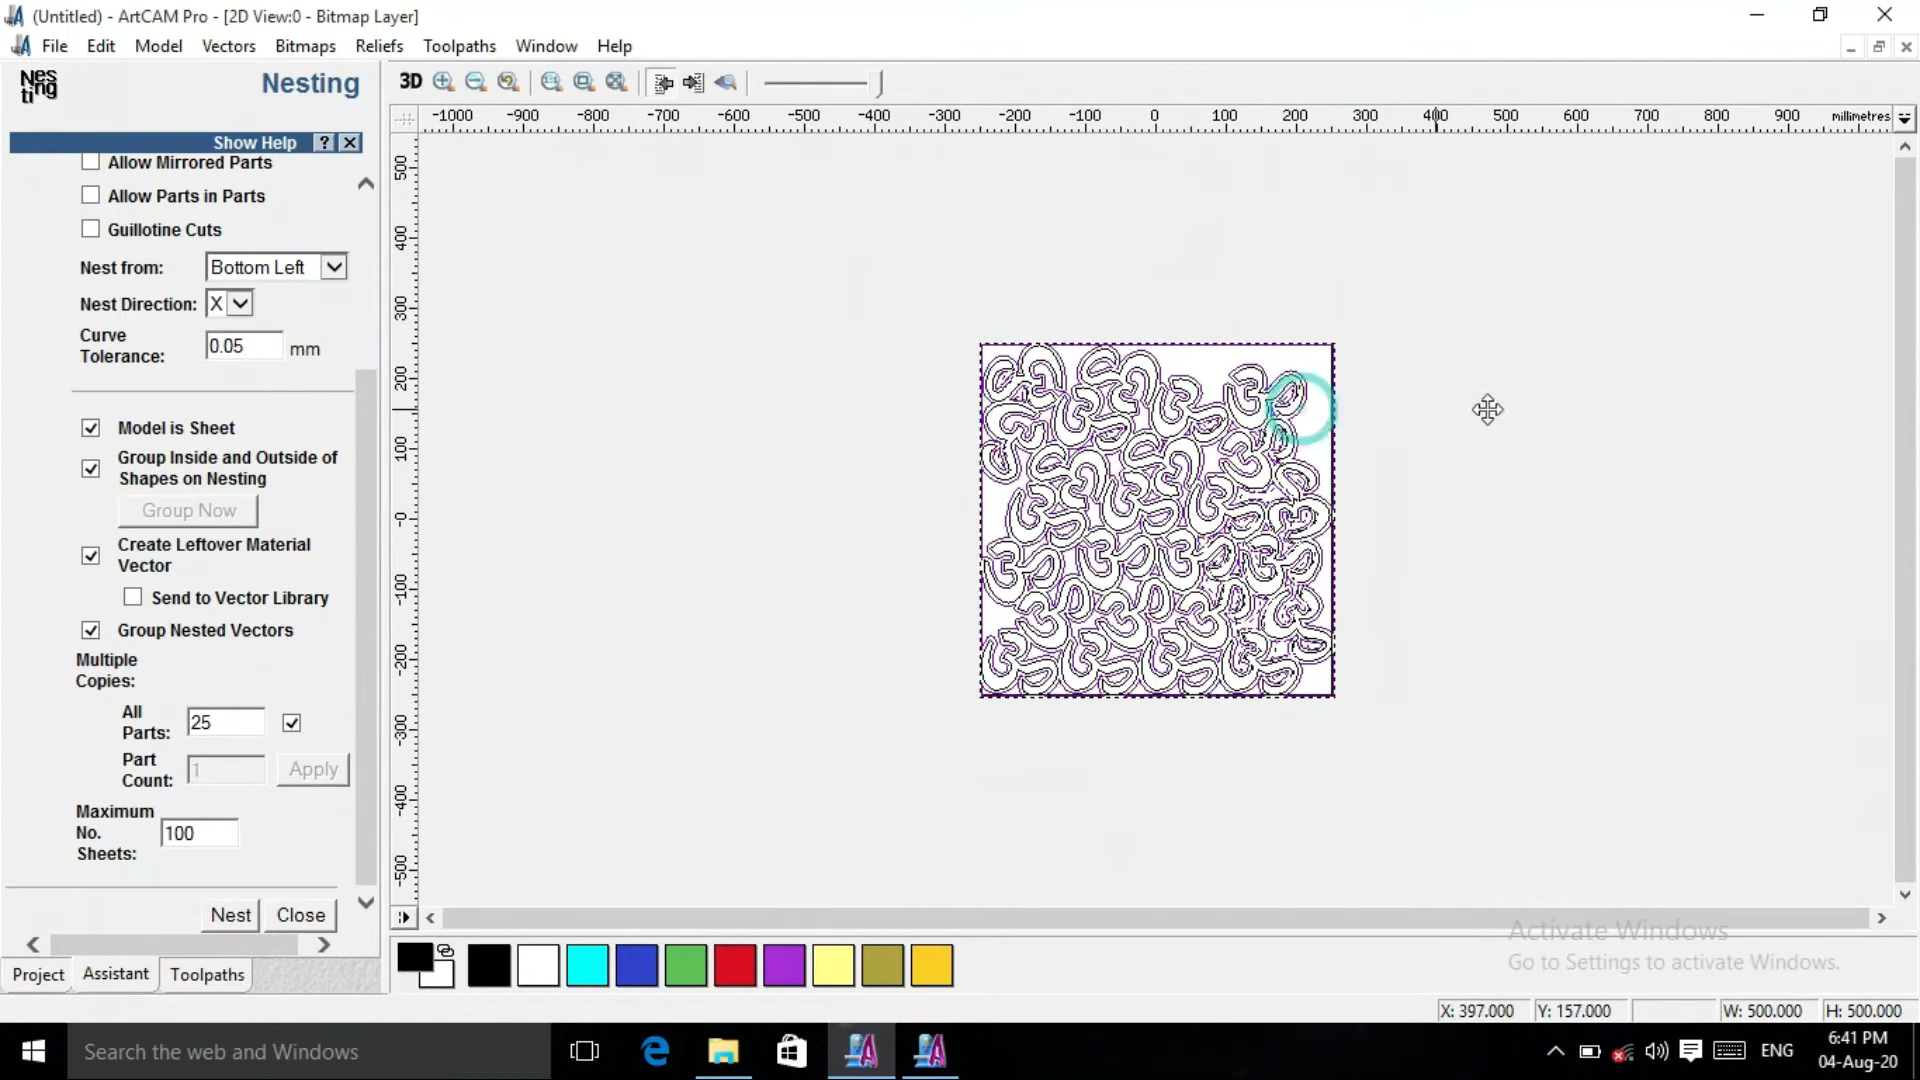 (Untitled) - ArtCAM Pro - [2D View:0 - Bitmap Layer]
File Edit Model Vectors Bitmaps Reliefs Toolpaths Window Help
Nes
ti ng
Nesting
3D
Show Help ? 
-1000 -900 -800 -700 -600 -500 -400 -300 -200 -100 0 100 200 300 400 500 600 700 800 900 millimetres
500
400
300
200
100
-0
-100
-200
-300
-400
-500
Allow Mirrored Parts
Allow Parts in Parts
Guillotine Cuts
Nest from: Bottom Left
Nest Direction: X
Curve
Tolerance: 0.05 mm
Model is Sheet
Group Inside and Outside of
Shapes on Nesting
Group Now
Create Leftover Material
Vector
Send to Vector Library
Group Nested Vectors
Multiple
Copies:
All
Parts: 25
Part
Count: 1 Apply
Maximum
No.
Sheets: 100
Nest Close
Project Assistant Toolpaths
Activate Windows
Go to Settings to activate Windows.
X: 397.000 Y: 157.000 W: 500.000 H: 500.000
Search the web and Windows
ENG
6:41 PM
04-Aug-20